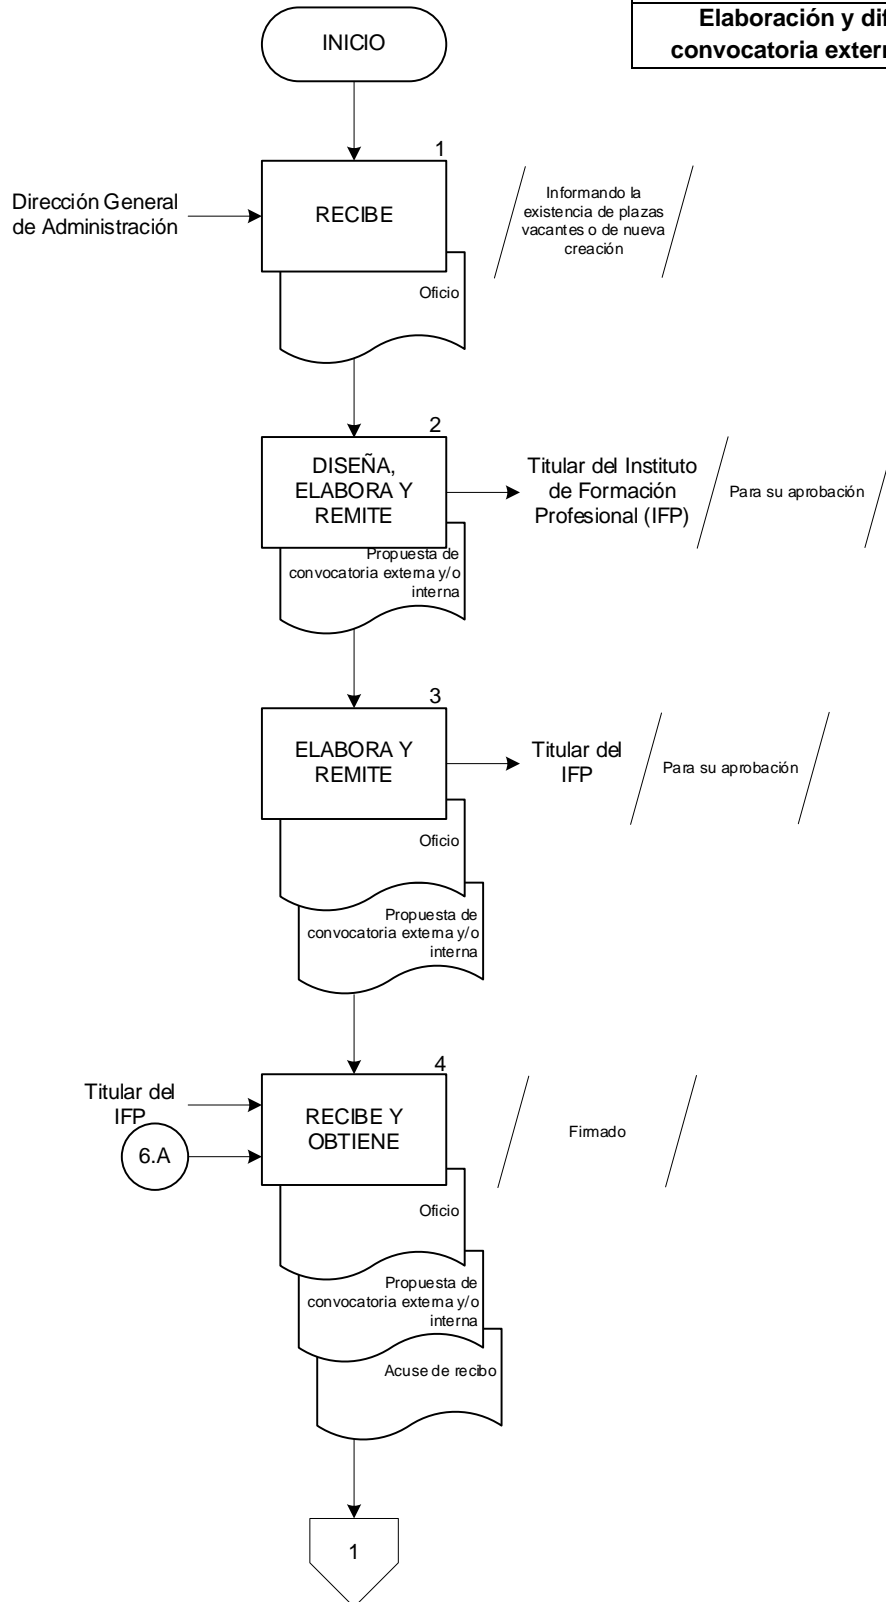 Elaboración y dif
convocatoria extern
INICIO
1
Dirección General
de Administración
RECIBE
Informando la
existencia de plazas
vacantes o de nueva
creación
Oficio
2
DISEÑA,
ELABORA Y
REMITE
Titular del Instituto
de Formación
Profesional (IFP)
Para su aprobación
Propuesta de
convocatoria externa y/o
interna
3
ELABORA Y
REMITE
Titular del
IFP
Para su aprobación
Oficio
Propuesta de
convocatoria externa y/o
interna
4
Titular del
IFP
6.A
RECIBE Y
OBTIENE
Firmado
Oficio
Propuesta de
convocatoria externa y/o
interna
Acuse de recibo
1